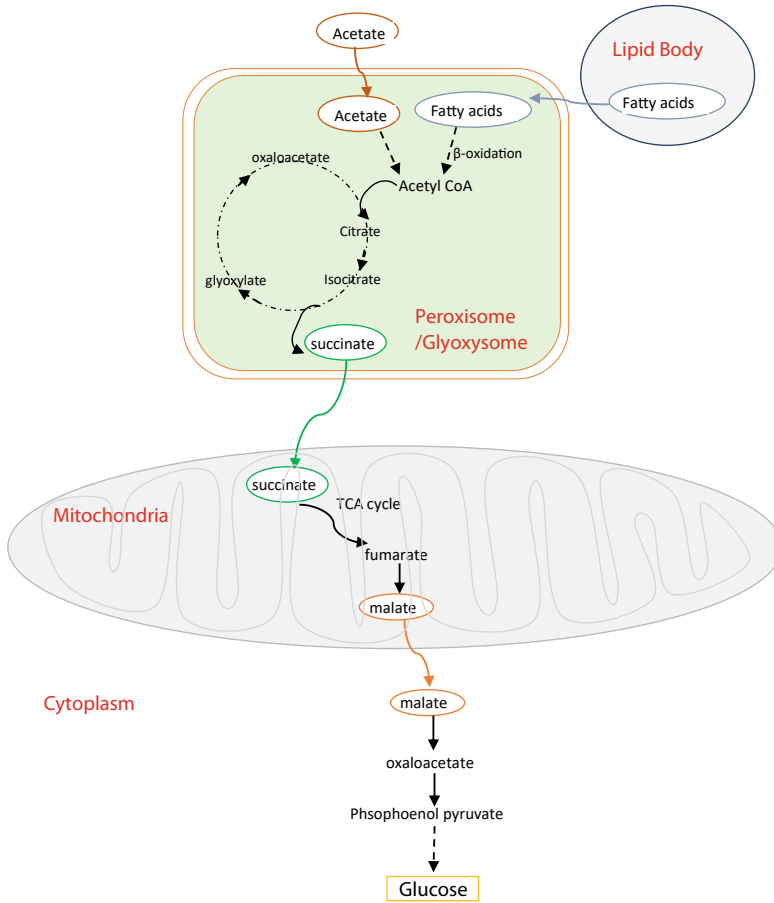 Acetate
Lipid Body
Fatty acids
Acetate
Fatty acids
β-oxidation
oxaloacetate
Acetyl CoA
Citrate
Isocitrate
glyoxylate
Peroxisome
/Glyoxysome
succinate
succinate
TCA cycle
Mitochondria
fumarate
malate
Cytoplasm
malate
oxaloacetate
Phsophoenol pyruvate
Glucose